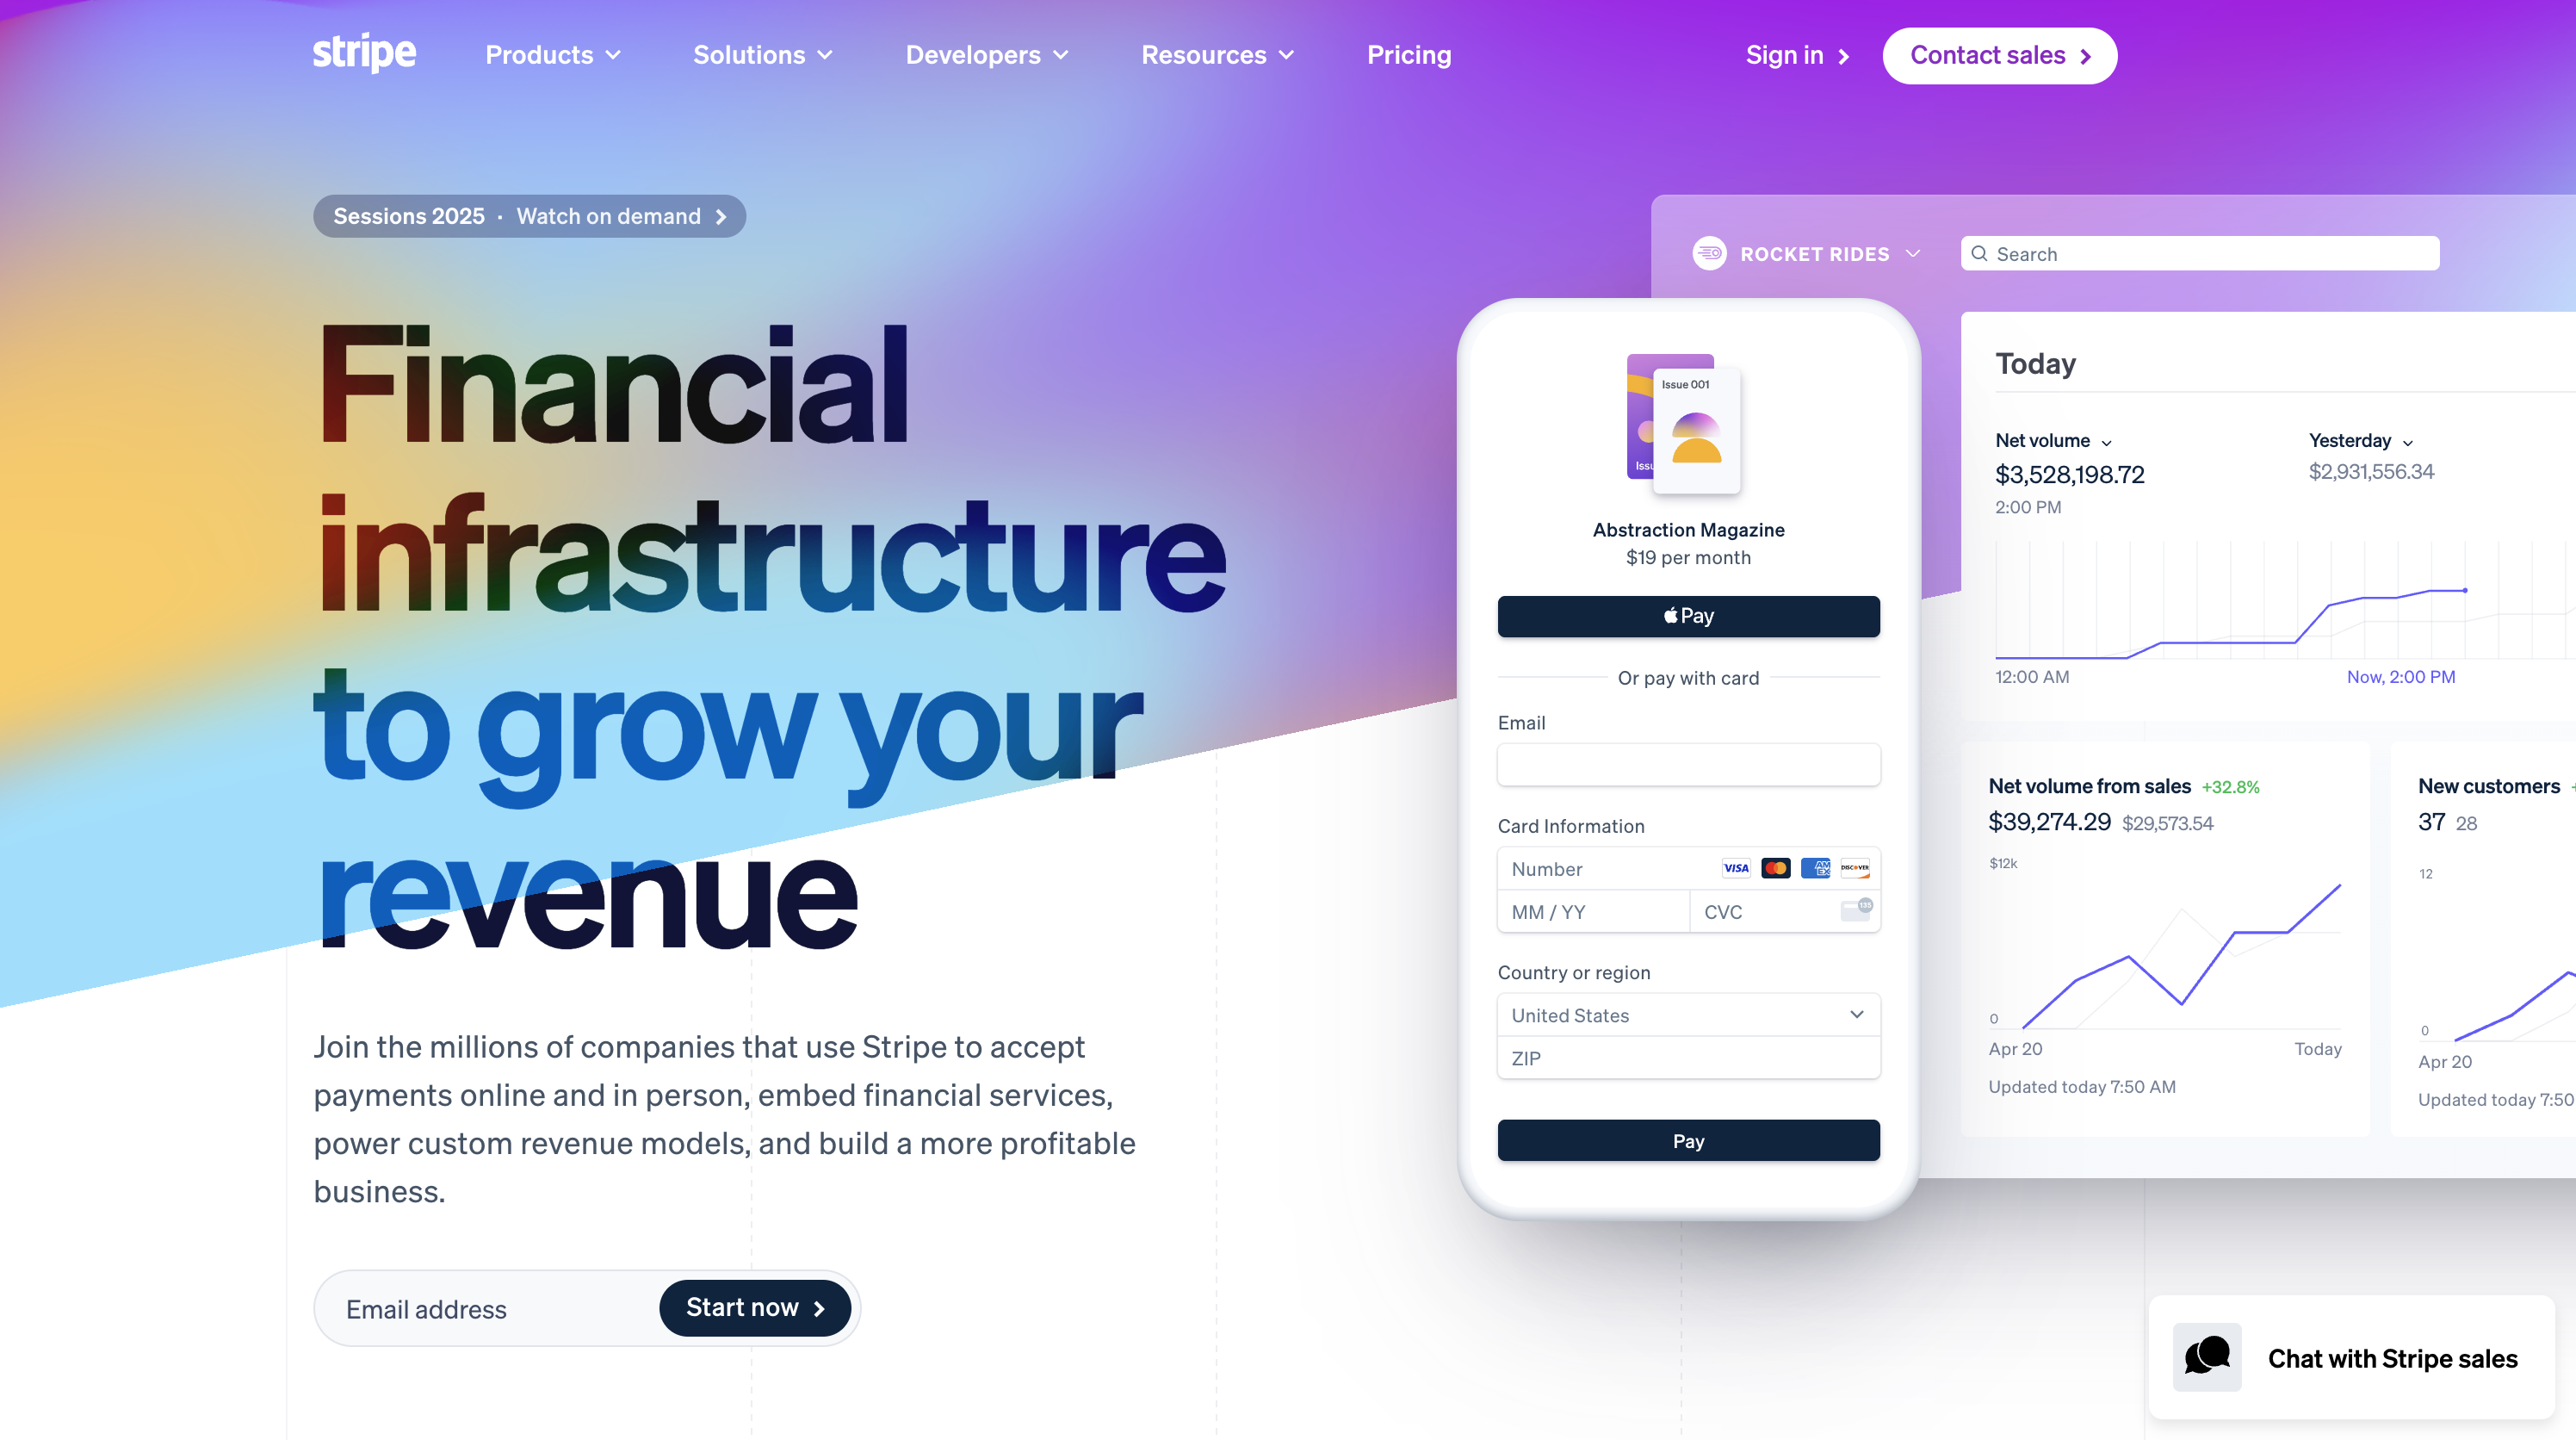 stripe
Products
Solutions
Developers
Resources
Pricing
Sign in
Contact sales
Sessions 2025 · Watch on demand
Financial
infrastructure
to grow your
revenue
Join the millions of companies that use Stripe to accept
payments online and in person, embed financial services,
power custom revenue models, and build a more profitable
business.
Email address
Start now
Issue 001
Abstraction Magazine
$19 per month
Pay
Or pay with card
Email
Card Information
Number
VISA
AMEX
DISCOVER
MM / YY
CVC
135
Country or region
United States
ZIP
Pay
ROCKET RIDES
Search
Today
Net volume
$3,528,198.72
2:00 PM
Yesterday
$2,931,556.34
12:00 AM
Now, 2:00 PM
Net volume from sales +32.8%
$39,274.29 $29,573.54
$12k
0
Apr 20
Today
Updated today 7:50 AM
New customers
37 28
12
0
Apr 20
Updated today 7:50
Chat with Stripe sales